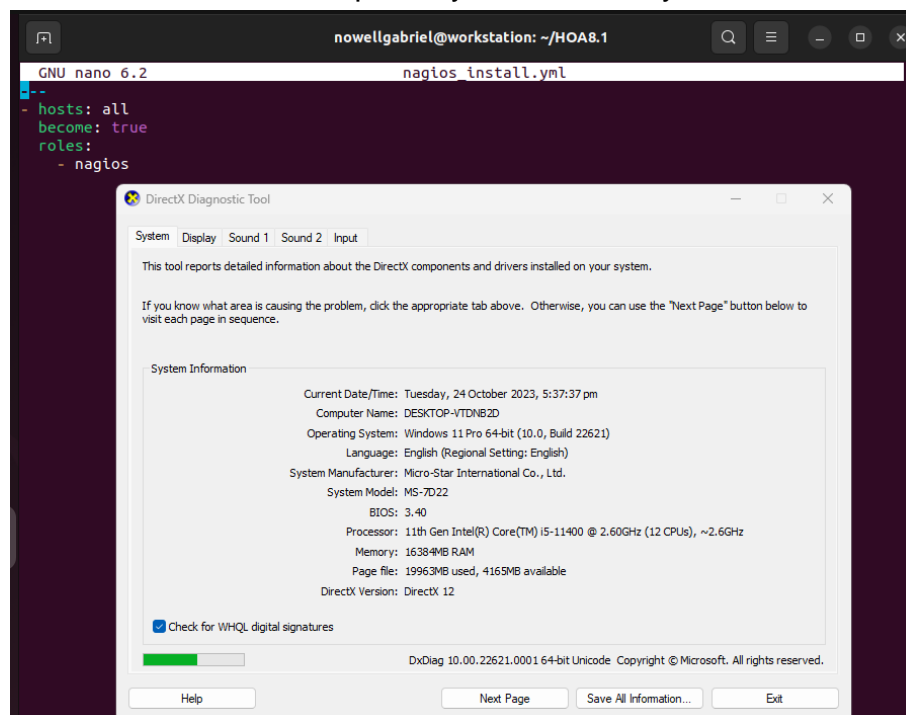 nowellgabriel@workstation: ~/HOA8.1
GNU nano 6.2 nagios_install.yml
---
- hosts: all
become: true
roles:
- nagios
DirectX Diagnostic Tool
System Display Sound 1 Sound 2 Input
This tool reports detailed information about the DirectX components and drivers installed on your system.
If you know what area is causing the problem, click the appropriate tab above. Otherwise, you can use the "Next Page" button below to
visit each page in sequence.
System Information
Current Date/Time: Tuesday, 24 October 2023, 5:37:37 pm
Computer Name: DESKTOP-VTDNB2D
Operating System: Windows 11 Pro 64-bit (10.0, Build 22621)
Language: English (Regional Setting: English)
System Manufacturer: Micro-Star International Co., Ltd.
System Model: MS-7D22
BIOS: 3.40
Processor: 11th Gen Intel(R) Core(TM) i5-11400 @ 2.60GHz (12 CPUs), ~2.6GHz
Memory: 16384MB RAM
Page file: 19963MB used, 4165MB available
DirectX Version: DirectX 12
Check for WHQL digital signatures
DxDiag 10.00.22621.0001 64-bit Unicode Copyright © Microsoft. All rights reserved.
Help Next Page Save All Information... Exit